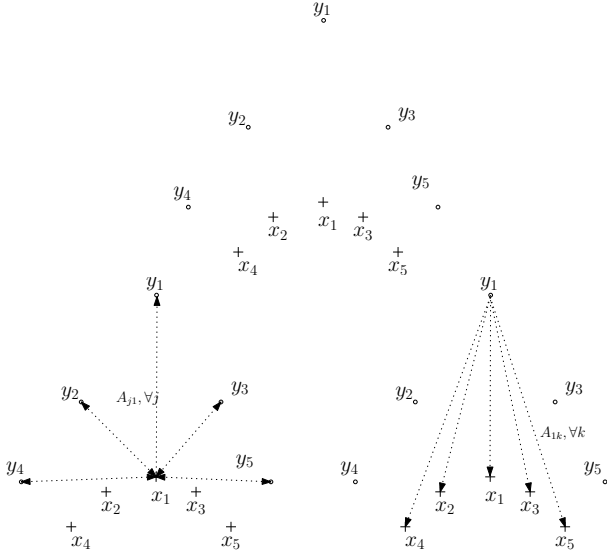 y₁
y₂ y₃
y₄ y₅
x₁
x₂ x₃
x₄ x₅
y₁ y₁
y₂ A_{j1}, ∀j y₃ y₂ y₃
A_{1k}, ∀k
y₄ y₅ y₄ y₅
x₁ x₁
x₂ x₃ x₂ x₃
x₄ x₅ x₄ x₅